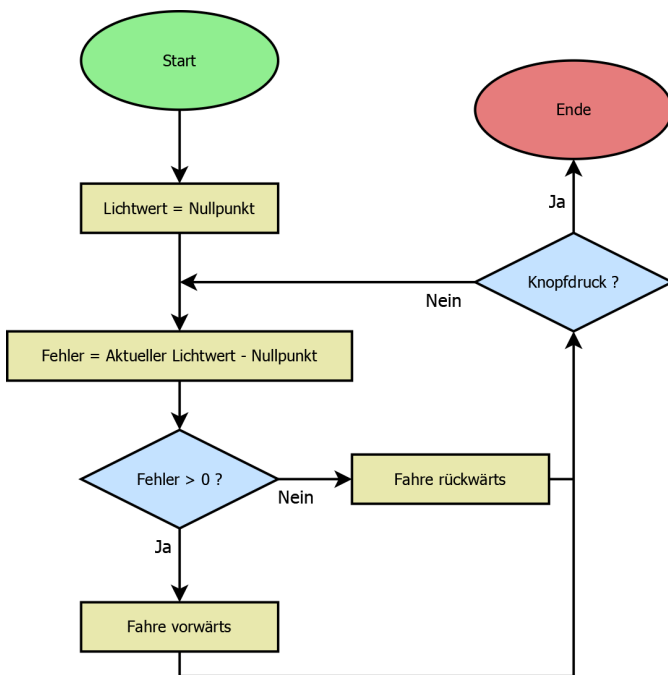 Start
Ende
Lichtwert = Nullpunkt
Ja
Knopfdruck ?
Nein
Fehler = Aktueller Lichtwert - Nullpunkt
Fehler > 0 ?
Nein
Fahre rückwärts
Ja
Fahre vorwärts